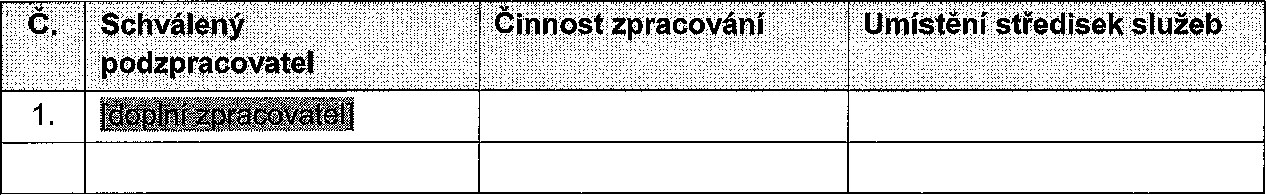 Č. Schválený podzpracovatel Činnost zpracování Umístění středisek služeb
1. [doplní zpracovatel]